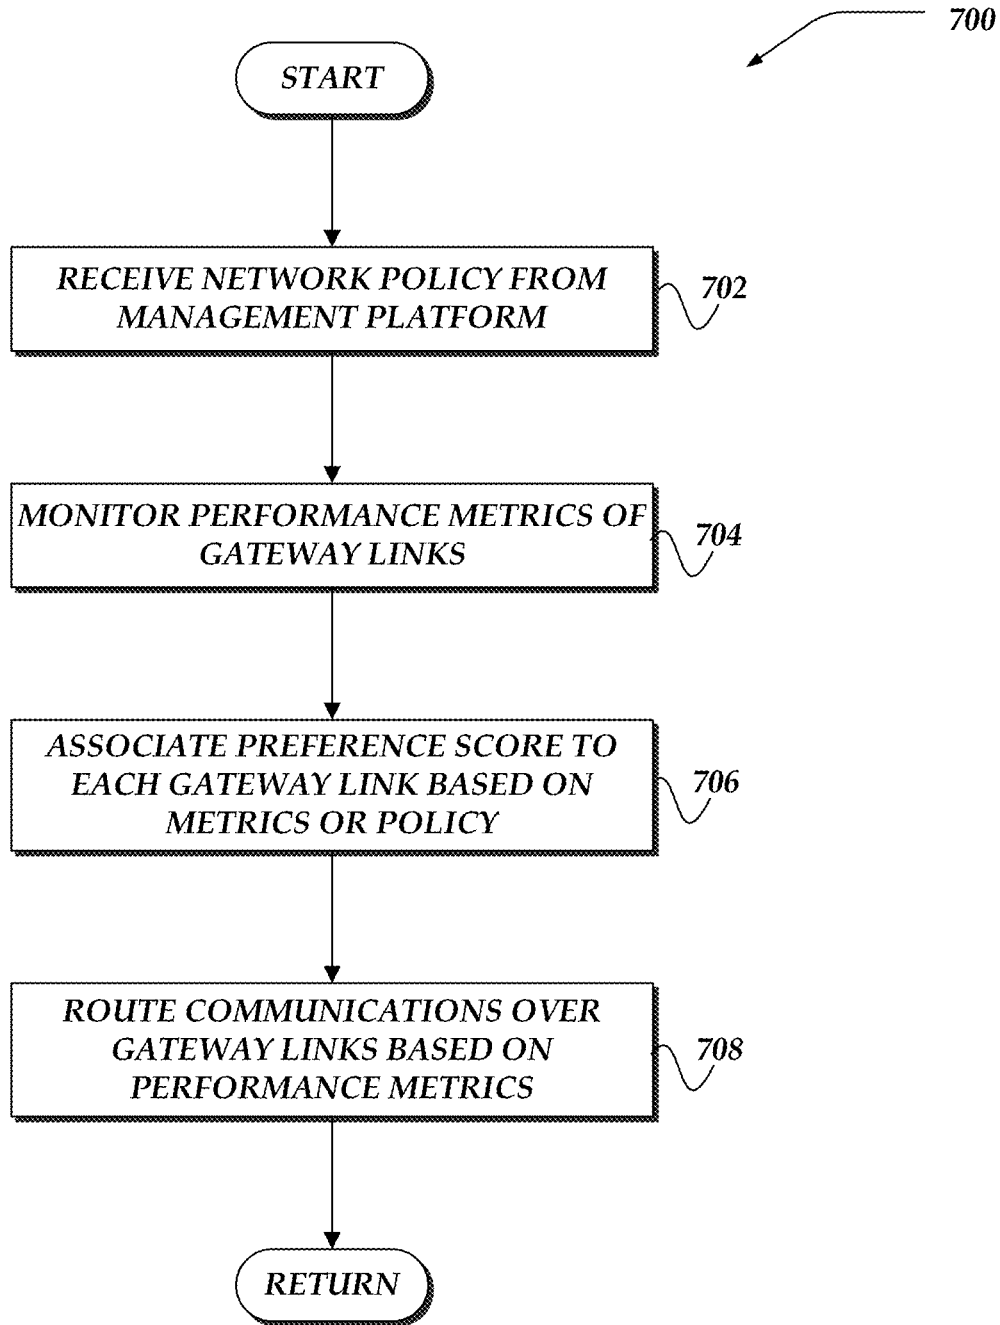 700
START
RECEIVE NETWORK POLICY FROM
MANAGEMENT PLATFORM
702
MONITOR PERFORMANCE METRICS OF
GATEWAY LINKS
704
ASSOCIATE PREFERENCE SCORE TO
EACH GATEWAY LINK BASED ON
METRICS OR POLICY
706
ROUTE COMMUNICATIONS OVER
GATEWAY LINKS BASED ON
PERFORMANCE METRICS
708
RETURN